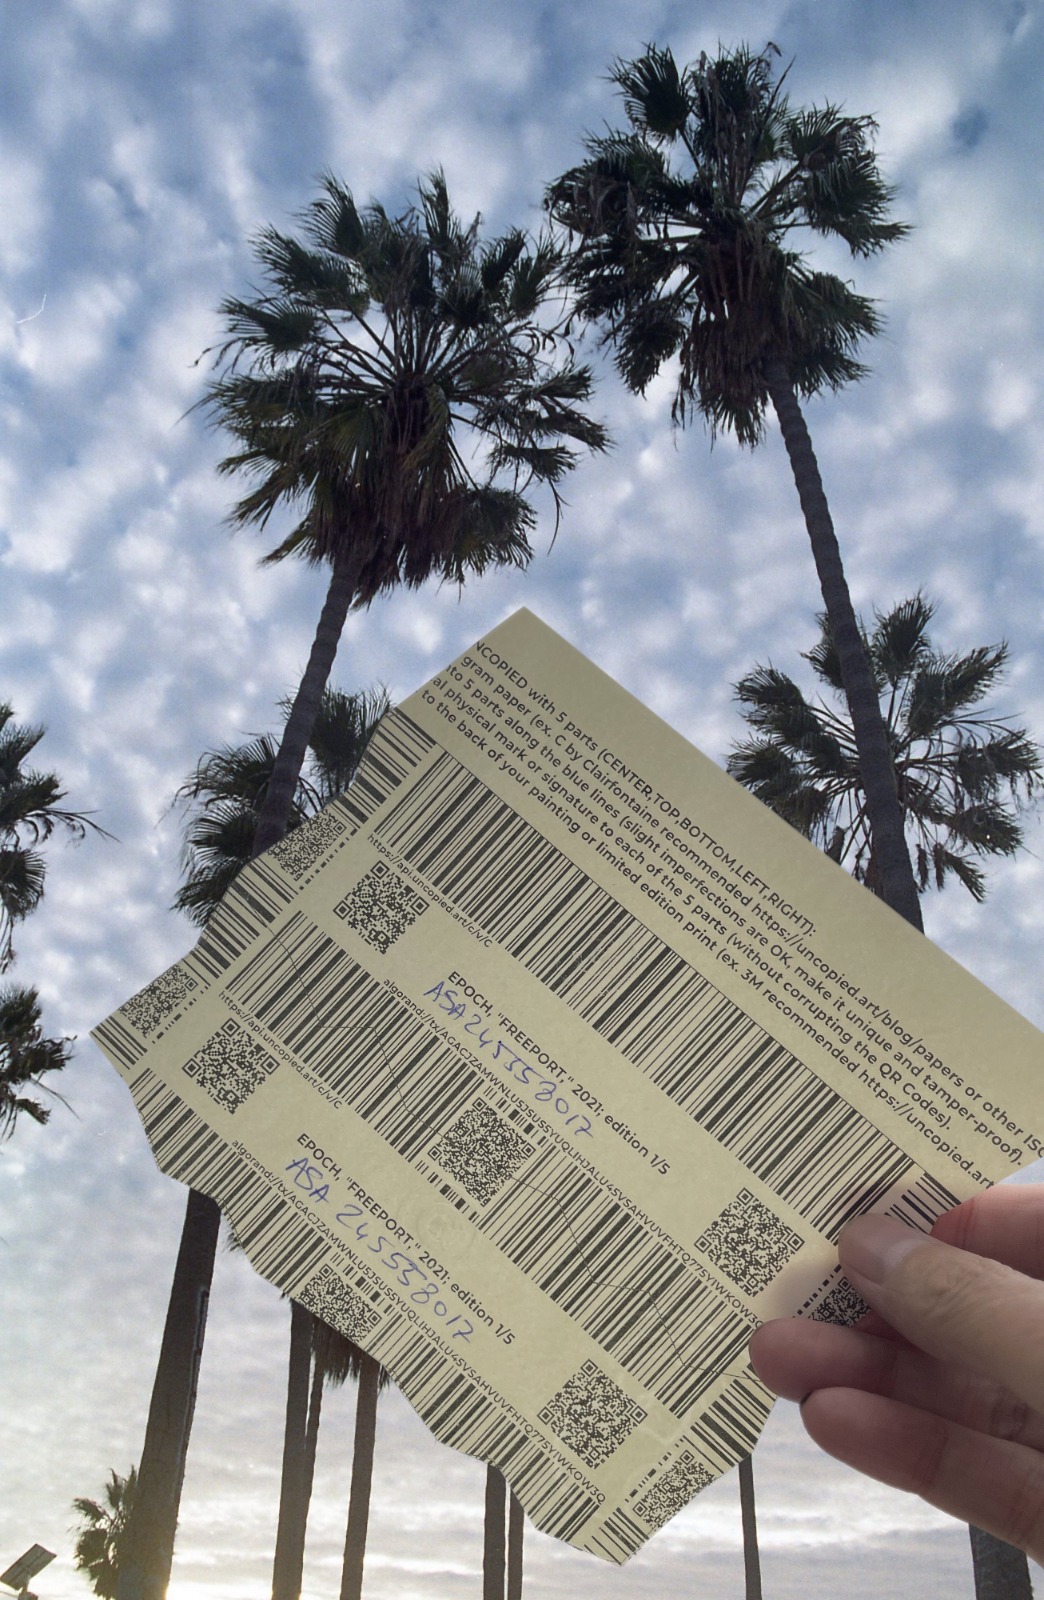 NCOPIED with 5 parts (CENTER,TOP,BOTTOM,LEFT,RIGHT):
gram paper (ex. C by Clairfontaine recommended https://uncopied.art/blog/papers or other ISO
to 5 parts along the blue lines (slight imperfections are OK, make it unique and tamper-proof).
al physical mark or signature to each of the 5 parts (without corrupting the QR Codes).
to the back of your painting or limited edition print (ex. 3M recommended https://uncopied.art
https://api.uncopied.art/c/v/C
EPOCH, "FREEPORT," 2021; edition 1/5
ASA 245558017
algorand://tx/AGACJZAMWNLU5JSUSSYUQLIHJALU4SVSAHVUVFHTQ77SYIWKOW3Q
https://api.uncopied.art/c/v/C
EPOCH, "FREEPORT," 2021; edition 1/5
ASA 245558017
algorand://tx/AGACJZAMWNLU5JSUSSYUQLIHJALU4SVSAHVUVFHTQ77SYIWKOW3Q